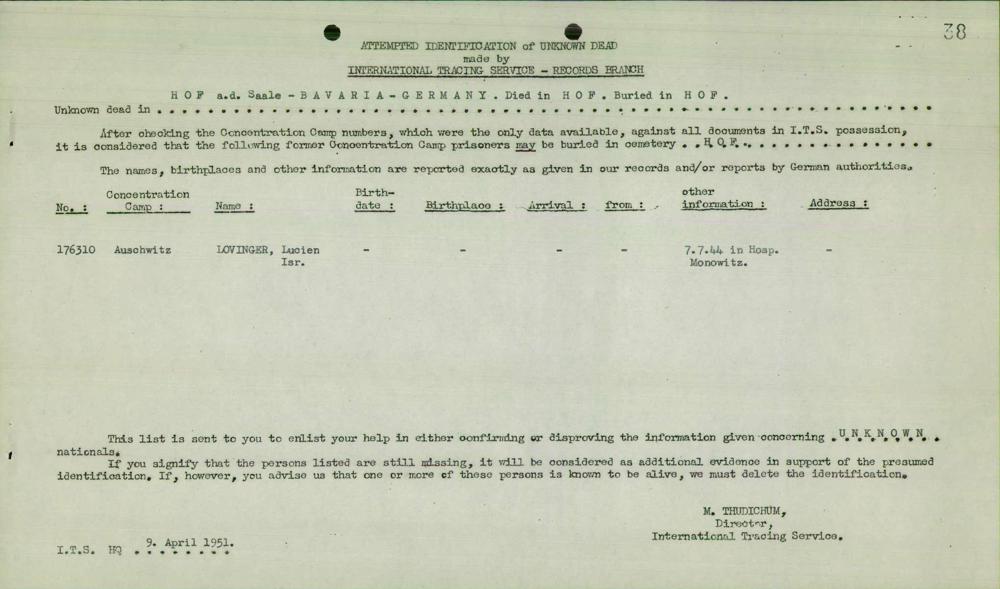 38
ATTEMPTED IDENTIFICATION of UNKNOWN DEAD
made by
INTERNATIONAL TRACING SERVICE - RECORDS BRANCH
H O F a.d. Saale - B A V A R I A - G E R M A N Y . Died in H O F . Buried in H O F .
Unknown dead in . . . . . . . . . . . . . . . . . . . . . . . . . . . . . . . . . . . . . . . .
After checking the Concentration Camp numbers, which were the only data available, against all documents in I.T.S. possession,
it is considered that the following former Concentration Camp prisoners may be buried in cemetery . . H O F . . . . . . . . . . . . . . .
The names, birthplaces and other information are reported exactly as given in our records and/or reports by German authorities.
No. : Concentration Camp : Name : Birth-date : Birthplace : Arrival : from : other information : Address :
176310 Auschwitz LOVINGER, Lucien - - - - 7.7.44 in Hosp. -
Isr. Monowitz.
This list is sent to you to enlist your help in either confirming or disproving the information given concerning . U N K N O W N .
nationals.
If you signify that the persons listed are still missing, it will be considered as additional evidence in support of the presumed
identification. If, however, you advise us that one or more of these persons is known to be alive, we must delete the identification.
M. THUDICHUM,
Director,
International Tracing Service.
I.T.S. HQ 9. April 1951.